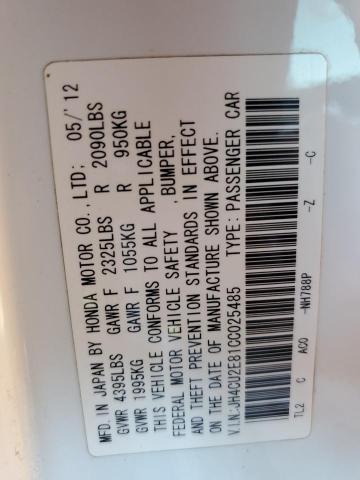 MFD. IN JAPAN BY HONDA MOTOR CO., LTD: 05/'12
GVWR 4395LBS GAWR F 2325LBS R 2090LBS
GVWR 1995KG GAWR F 1055KG R 950KG
THIS VEHICLE CONFORMS TO ALL APPLICABLE
FEDERAL MOTOR VEHICLE SAFETY , BUMPER,
AND THEFT PREVENTION STANDARDS IN EFFECT
ON THE DATE OF MANUFACTURE SHOWN ABOVE.
V.I.N:JH4CU2E81CC025485 TYPE: PASSENGER CAR
TL2 C ACO -NH788P -Z -C